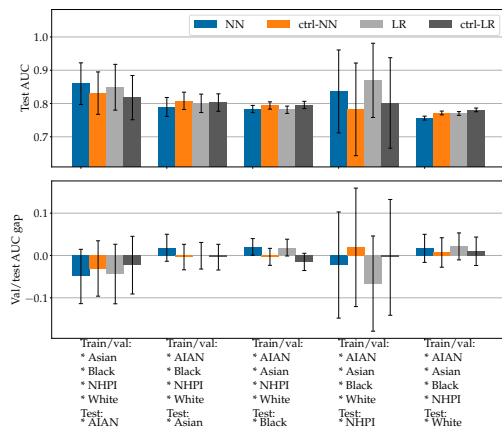 NN ctrl-NN LR ctrl-LR
Test AUC
1.0
0.9
0.8
0.7
Val/test AUC gap
0.1
0.0
−0.1
Train/val:
* Asian
* Black
* NHPI
* White
Test:
* AIAN
Train/val:
* AIAN
* Black
* NHPI
* White
Test:
* Asian
Train/val:
* AIAN
* Asian
* NHPI
* White
Test:
* Black
Train/val:
* AIAN
* Asian
* Black
* White
Test:
* NHPI
Train/val:
* AIAN
* Asian
* Black
* NHPI
Test:
* White